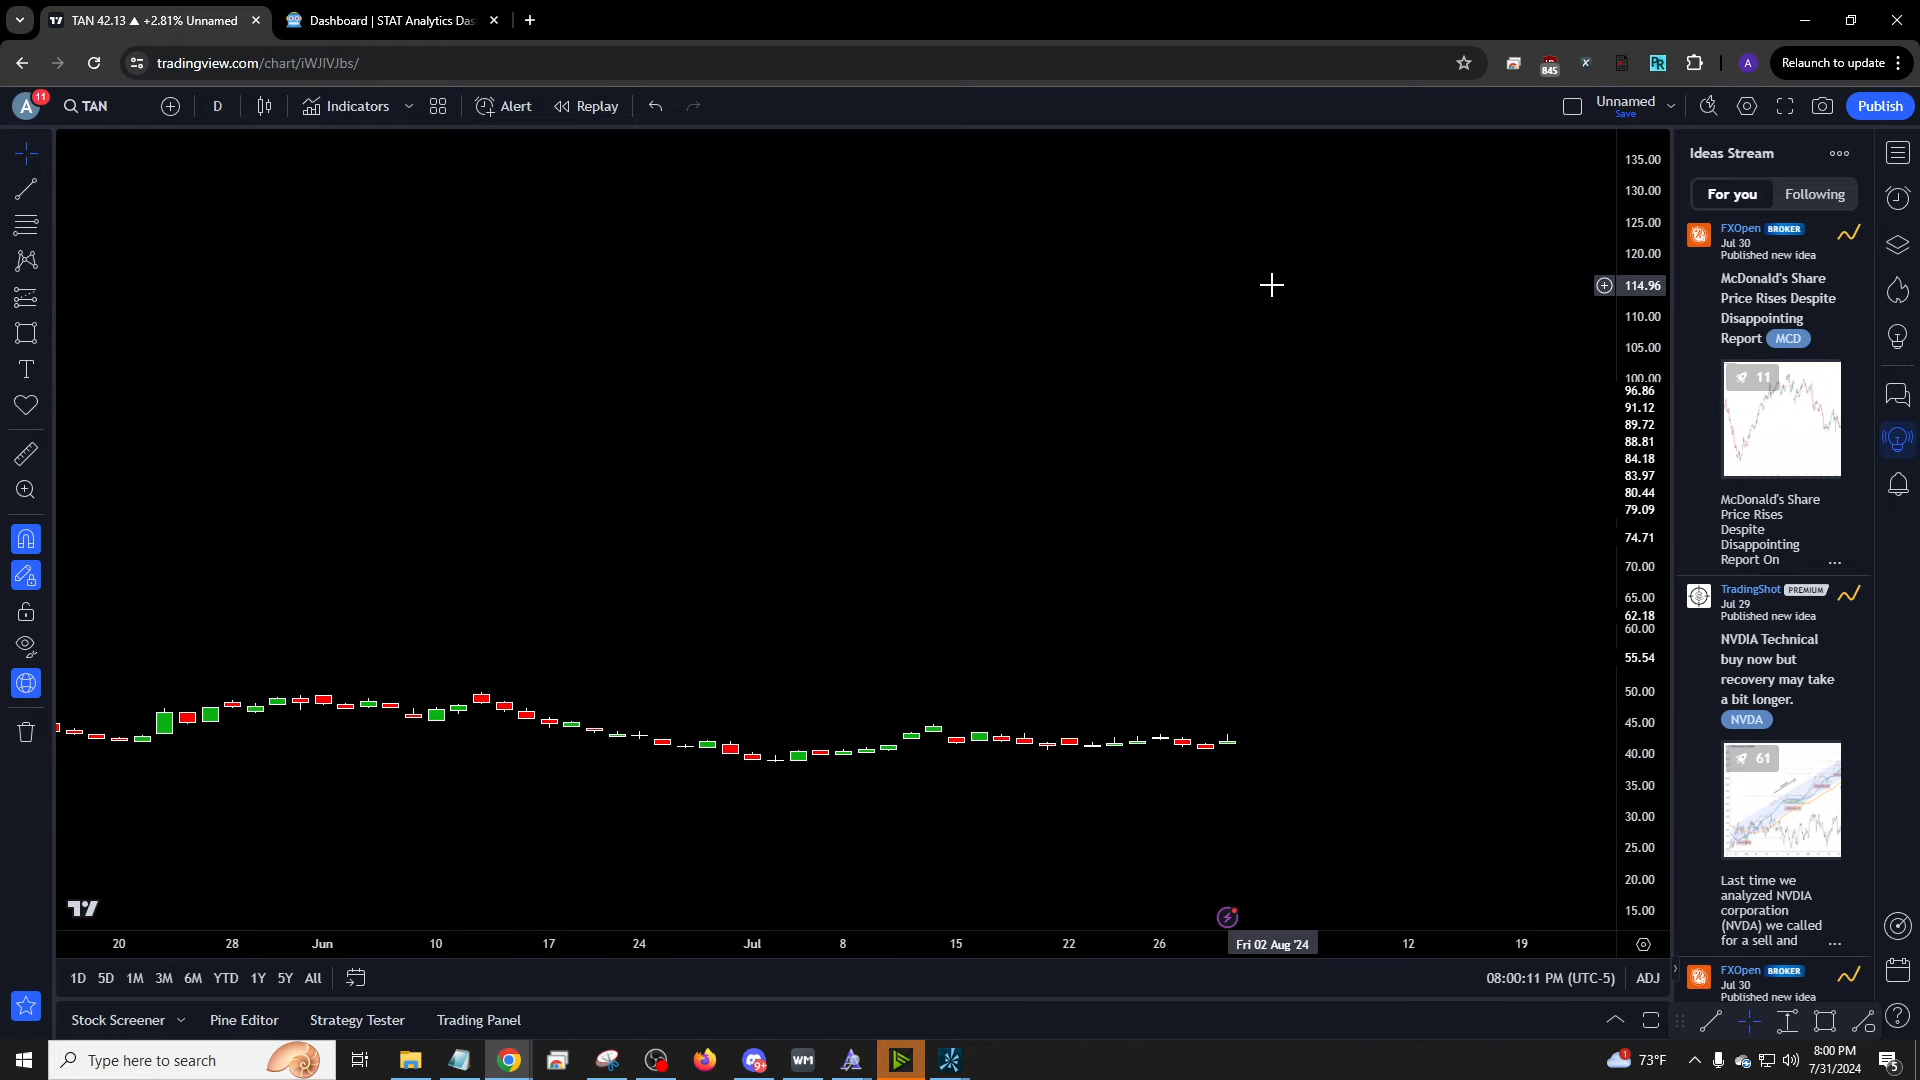 TAN 42.13 ▲ +2.81% Unnamed
Dashboard | STAT Analytics Das
tradingview.com/chart/iWJIVJbs/
845
PR
A
Relaunch to update
A
11
TAN
D
Indicators
Alert
Replay
Unnamed
Save
Publish
135.00
130.00
125.00
120.00
114.96
110.00
105.00
100.00
96.86
91.12
89.72
88.81
84.18
83.97
80.44
79.09
74.71
70.00
65.00
62.18
60.00
55.54
50.00
45.00
40.00
35.00
30.00
25.00
20.00
15.00
20
28
Jun
10
17
24
Jul
8
15
22
26
Fri 02 Aug '24
12
19
1D
5D
1M
3M
6M
YTD
1Y
5Y
All
08:00:11 PM (UTC-5)
ADJ
Stock Screener
Pine Editor
Strategy Tester
Trading Panel
Ideas Stream
For you
Following
FXOpen BROKER
Jul 30
Published new idea
McDonald's Share
Price Rises Despite
Disappointing
Report MCD
11
McDonald's Share
Price Rises
Despite
Disappointing
Report On
...
TradingShot PREMIUM
Jul 29
Published new idea
NVDIA Technical
buy now but
recovery may take
a bit longer.
NVDA
61
Last time we
analyzed NVDIA
corporation
(NVDA) we called
for a sell and
...
FXOpen BROKER
Jul 30
Published new idea
Type here to search
9+
WM
1
73°F
8:00 PM
7/31/2024
5